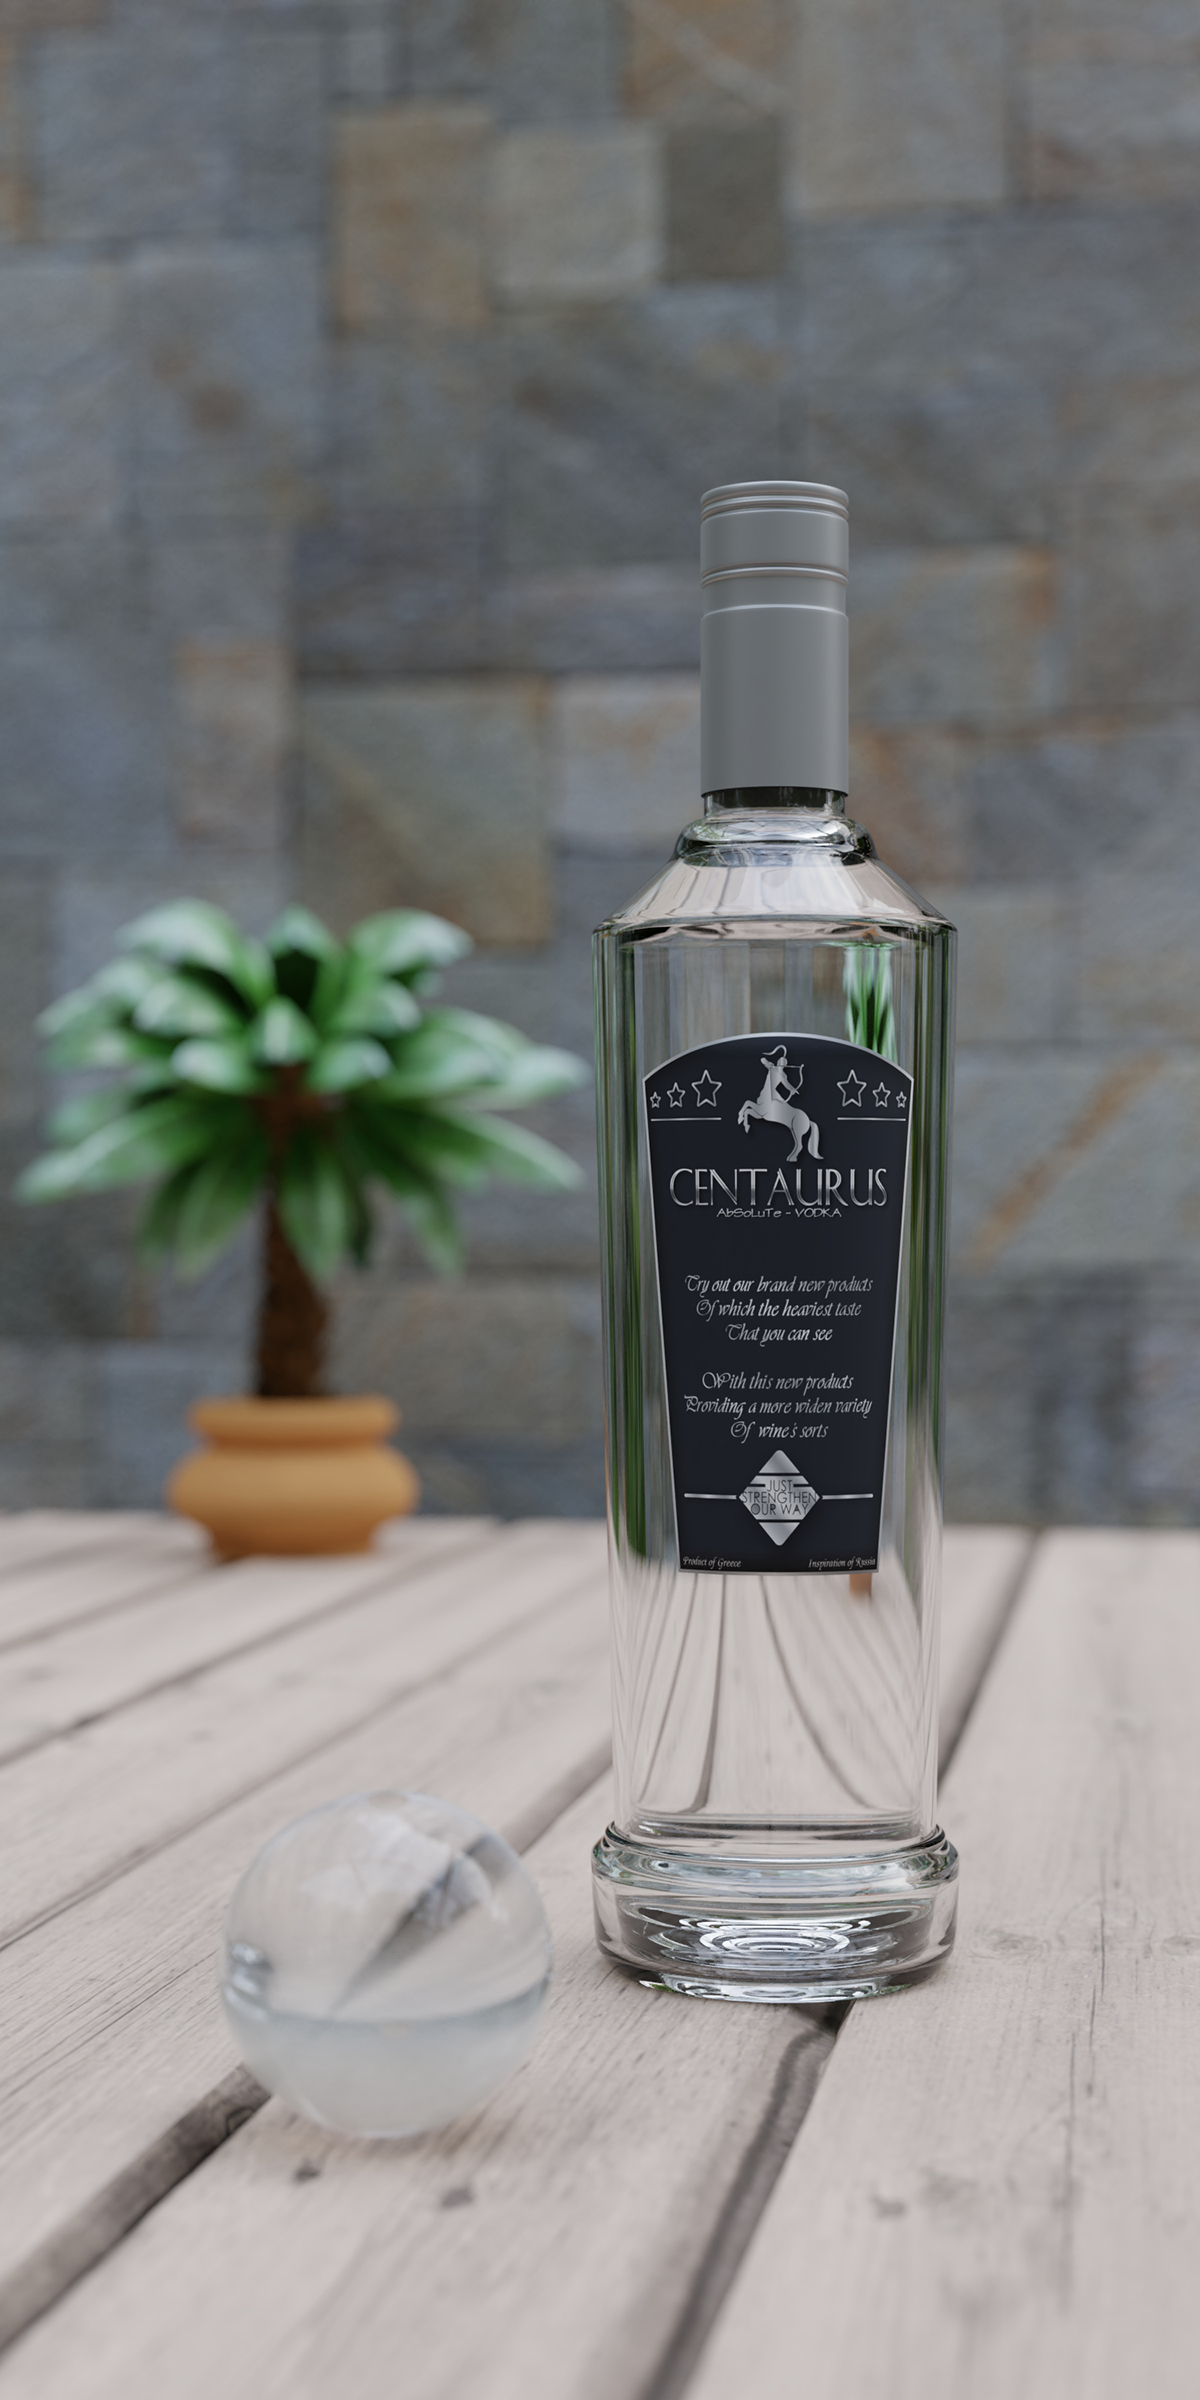 CENTAURUS
AbSoLuTe - VODKA
Try out our brand new products
Of which the heaviest taste
That you can see
With this new products
Providing a more widen variety
Of wine's sorts
JUST
STRENGTHEN
OUR WAY
Product of Greece
Inspiration of Russia